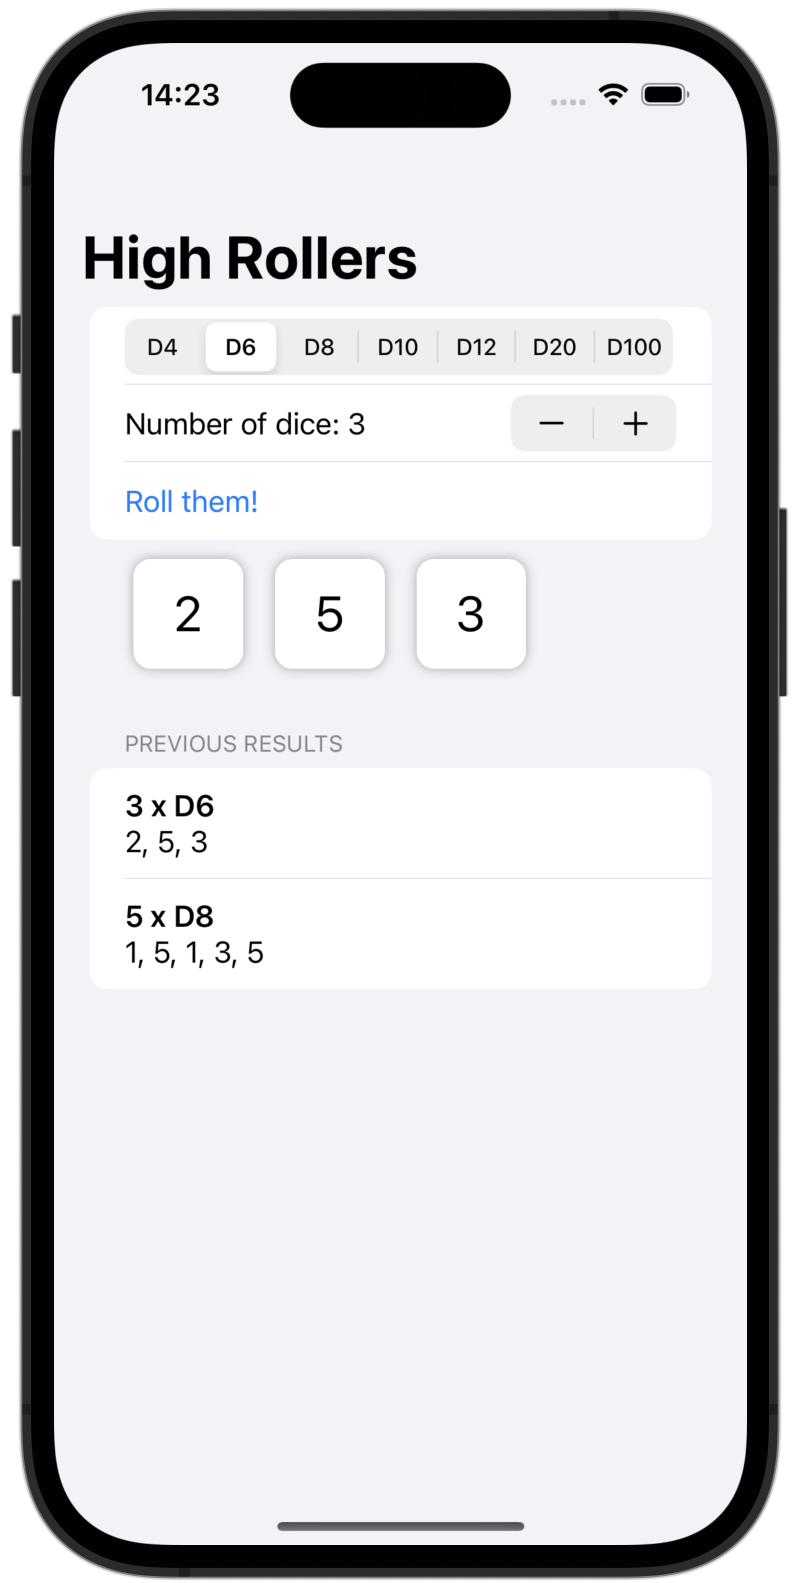 14:23
High Rollers
D4 D6 D8 D10 D12 D20 D100
Number of dice: 3 − +
Roll them!
2 5 3
PREVIOUS RESULTS
3 x D6
2, 5, 3
5 x D8
1, 5, 1, 3, 5